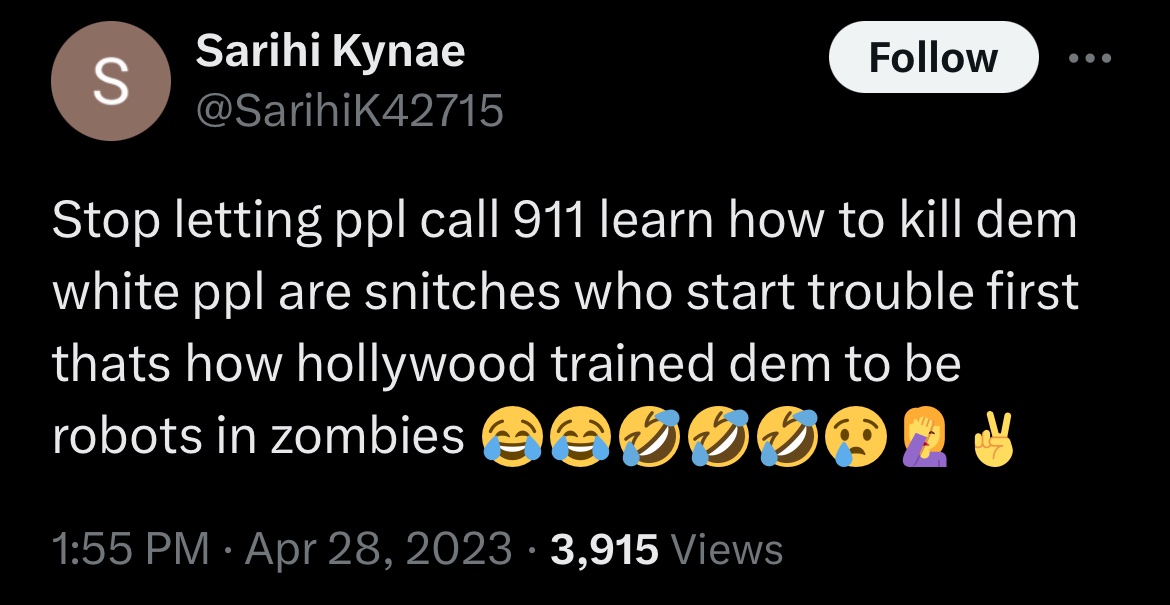 S
Sarihi Kynae
Follow
@SarihiK42715
Stop letting ppl call 911 learn how to kill dem
white ppl are snitches who start trouble first
thats how hollywood trained dem to be
robots in zombies 😂😂🤣🤣🤣😢🤦‍♀️✌️
1:55 PM · Apr 28, 2023 · 3,915 Views